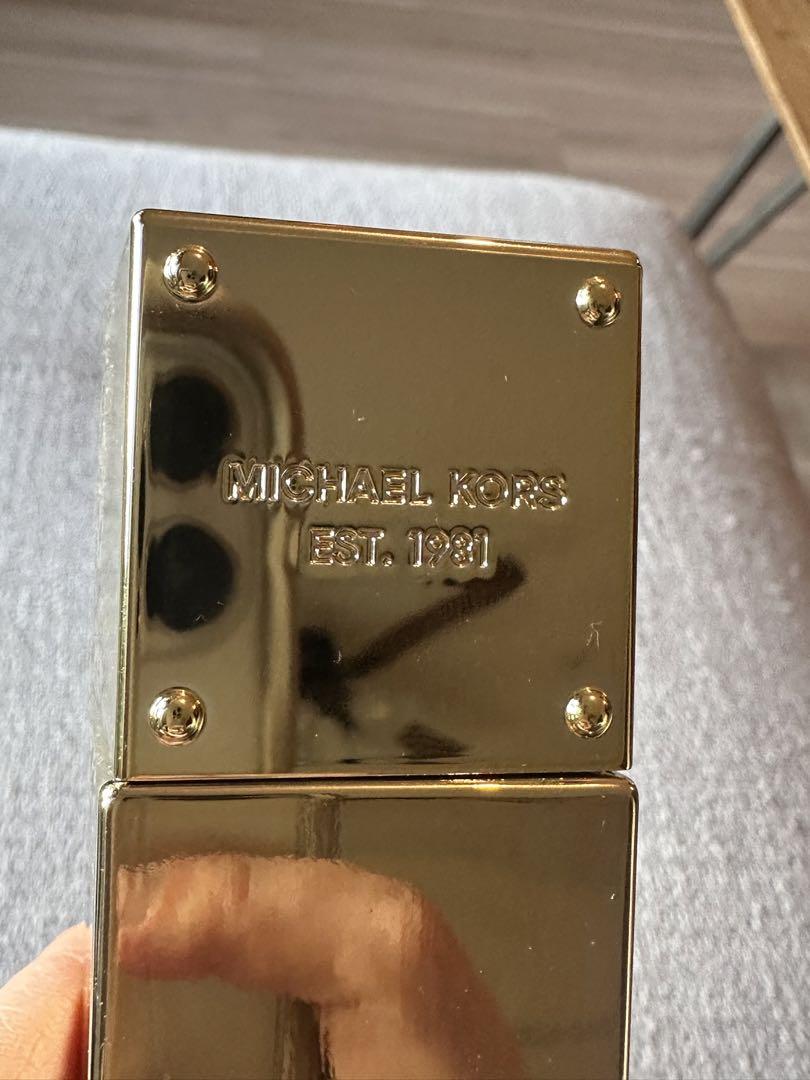 MICHAEL KORS
EST. 1981